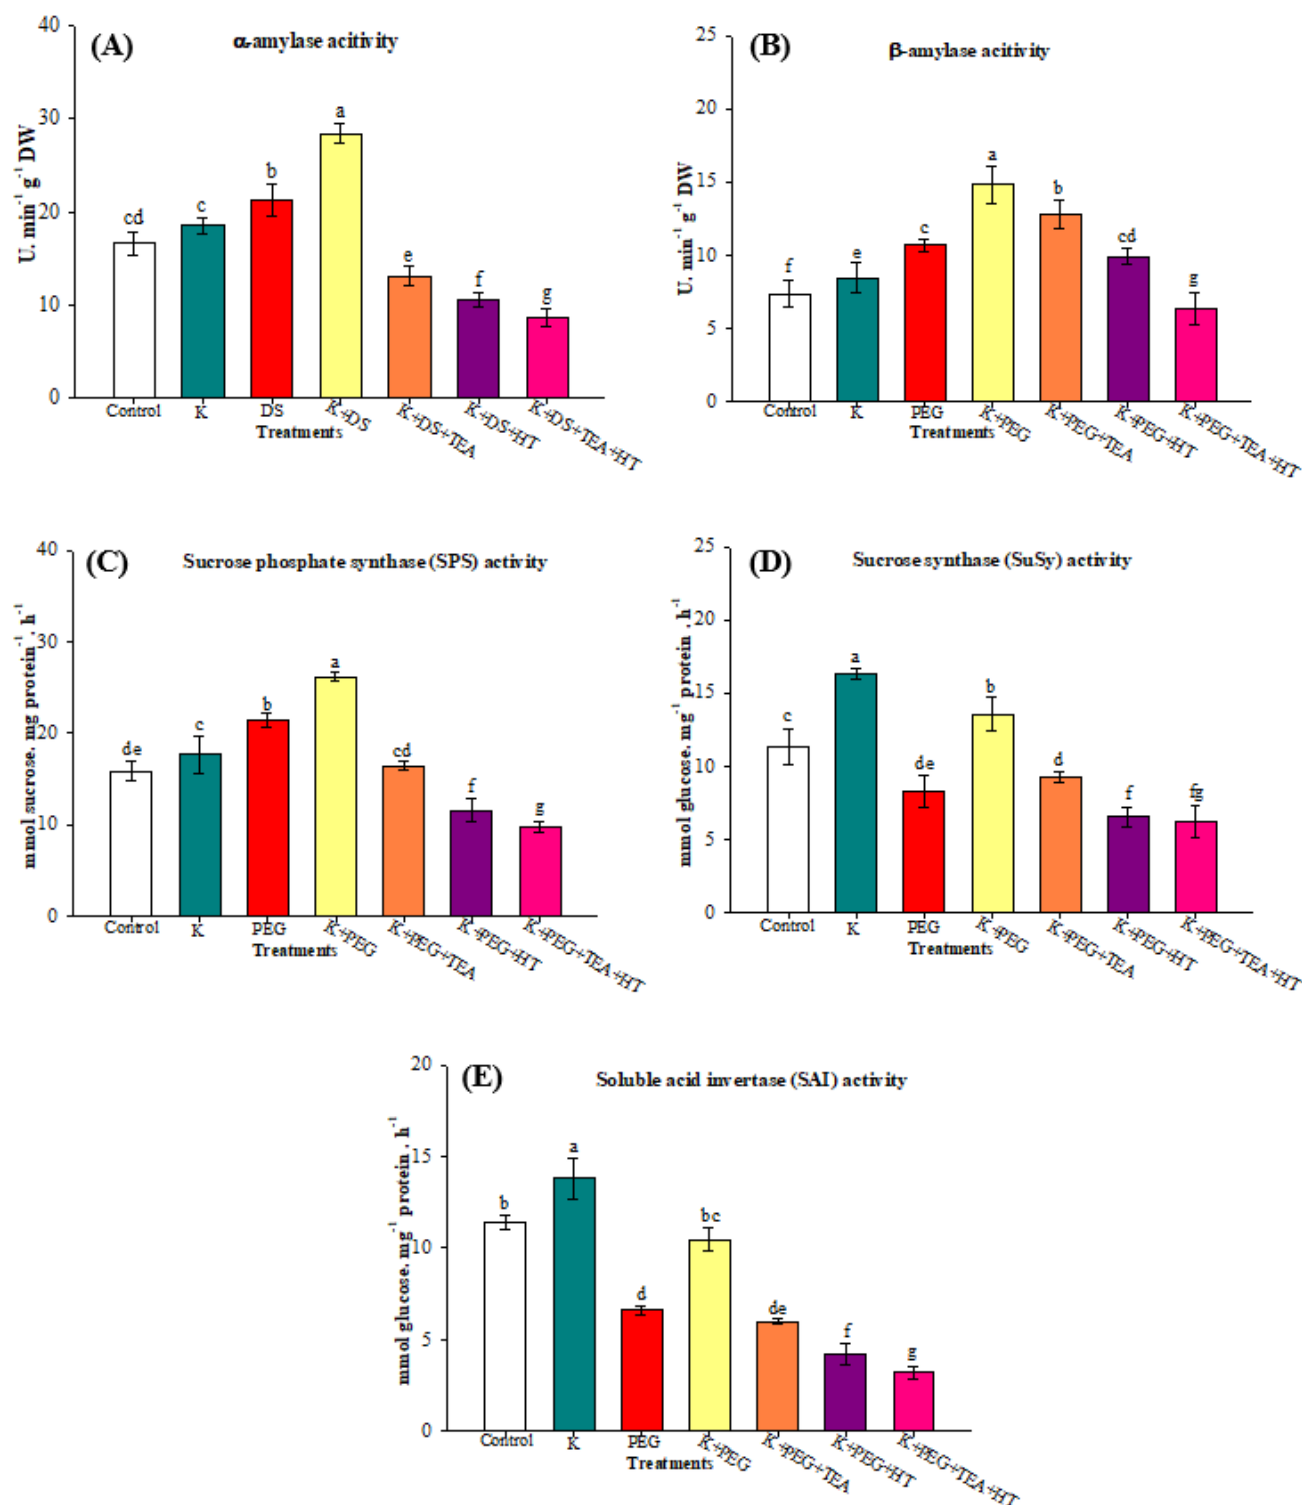 (A)
α-amylase acitivity
U. min⁻¹ g⁻¹ DW
40
30
20
10
0
cd
c
b
a
e
f
g
Control
K
DS
K+DS
K+DS+TEA
K+DS+HT
K+DS+TEA+HT
Treatments
(B)
β-amylase acitivity
U. min⁻¹ g⁻¹ DW
25
20
15
10
5
0
f
e
c
a
b
cd
g
Control
K
PEG
K+PEG
K+PEG+TEA
K+PEG+HT
K+PEG+TEA+HT
Treatments
(C)
Sucrose phosphate synthase (SPS) activity
mmol sucrose. mg protein⁻¹. h⁻¹
40
30
20
10
0
de
c
b
a
cd
f
g
Control
K
PEG
K+PEG
K+PEG+TEA
K+PEG+HT
K+PEG+TEA+HT
Treatments
(D)
Sucrose synthase (SuSy) activity
mmol glucose. mg⁻¹ protein . h⁻¹
25
20
15
10
5
0
c
a
de
b
d
f
fg
Control
K
PEG
K+PEG
K+PEG+TEA
K+PEG+HT
K+PEG+TEA+HT
Treatments
(E)
Soluble acid invertase (SAI) activity
mmol glucose. mg⁻¹ protein . h⁻¹
20
15
10
5
0
b
a
d
bc
de
f
g
Control
K
PEG
K+PEG
K+PEG+TEA
K+PEG+HT
K+PEG+TEA+HT
Treatments